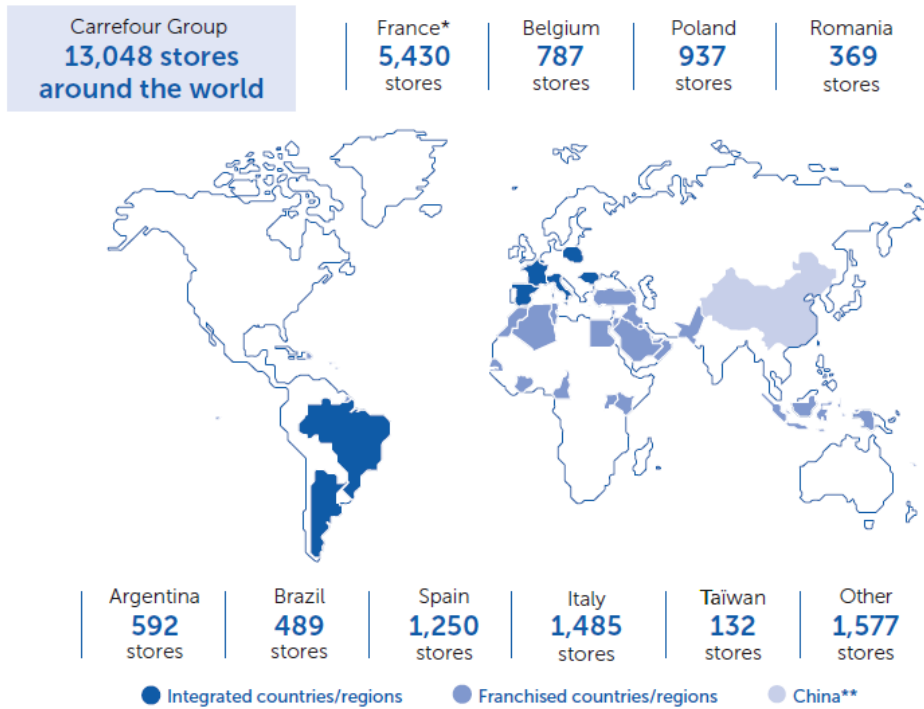 Carrefour Group
13,048 stores
around the world
France*
5,430
stores
Belgium
787
stores
Poland
937
stores
Romania
369
stores
Argentina
592
stores
Brazil
489
stores
Spain
1,250
stores
Italy
1,485
stores
Taïwan
132
stores
Other
1,577
stores
Integrated countries/regions
Franchised countries/regions
China**